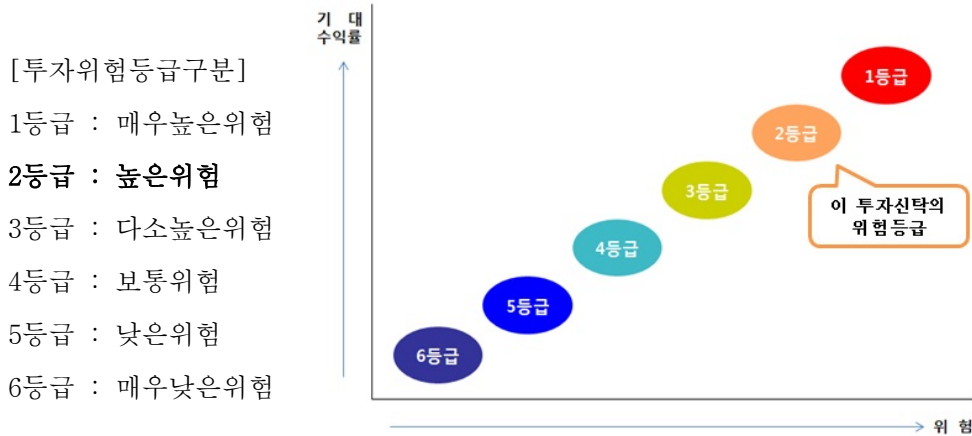 [투자위험등급구분]
1등급 : 매우높은위험
2등급 : 높은위험
3등급 : 다소높은위험
4등급 : 보통위험
5등급 : 낮은위험
6등급 : 매우낮은위험
기 대
수익률
1등급
2등급
3등급
4등급
5등급
6등급
이 투자신탁의
위험등급
위 험